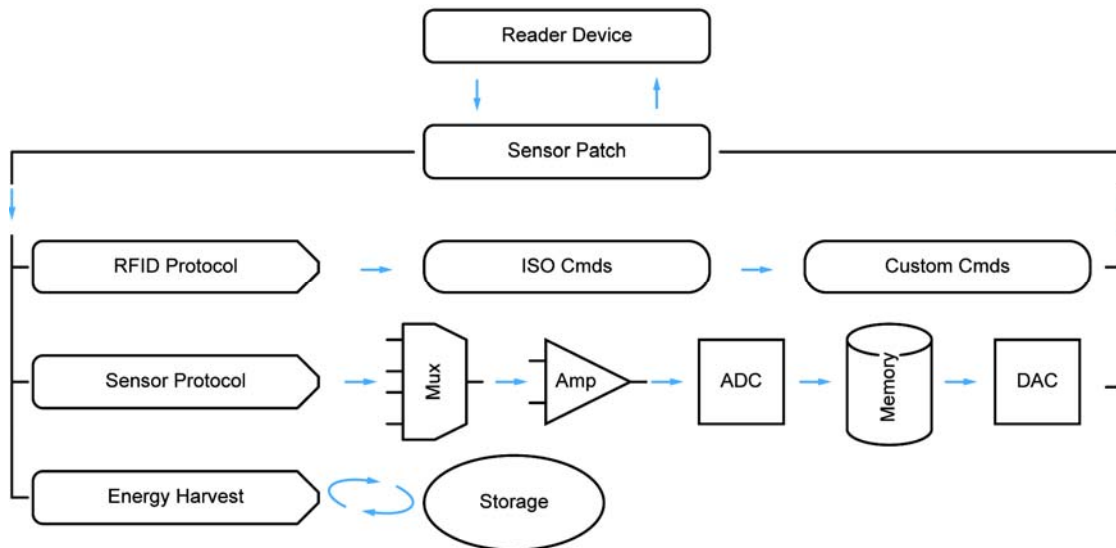 Reader Device
Sensor Patch
RFID Protocol
ISO Cmds
Custom Cmds
Sensor Protocol
Mux
Amp
ADC
Memory
DAC
Energy Harvest
Storage